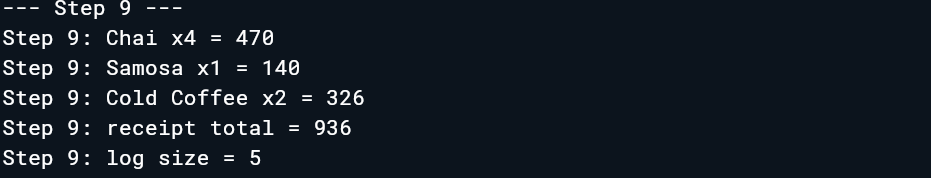 --- Step 9 ---
Step 9: Chai x4 = 470
Step 9: Samosa x1 = 140
Step 9: Cold Coffee x2 = 326
Step 9: receipt total = 936
Step 9: log size = 5